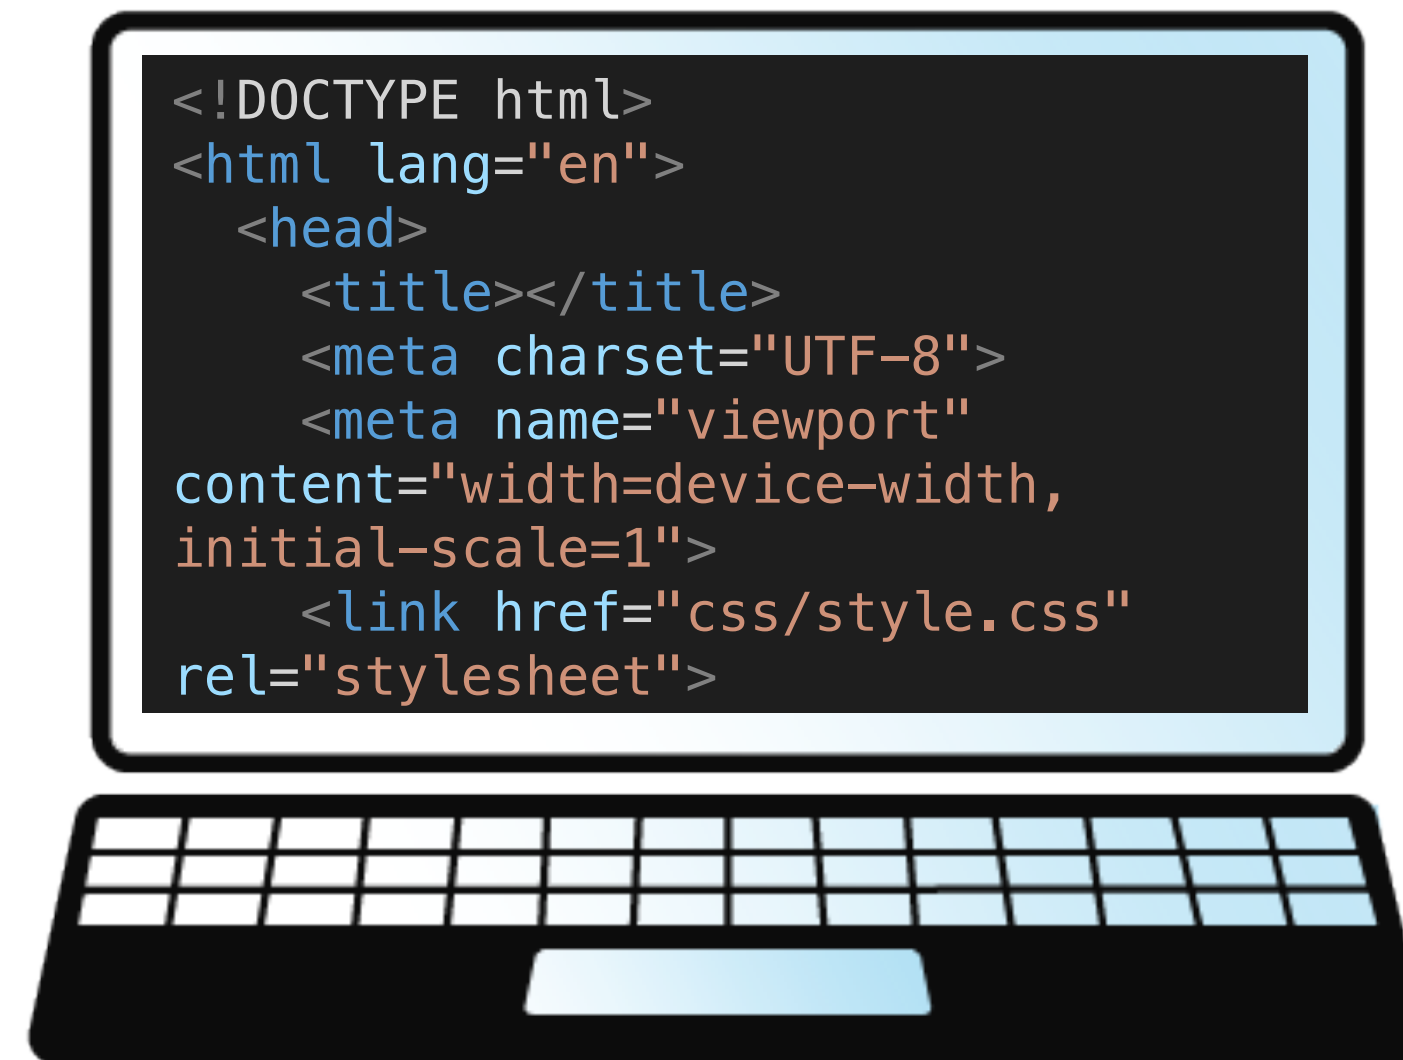 <!DOCTYPE html>
<html lang="en">
  <head>
    <title></title>
    <meta charset="UTF-8">
    <meta name="viewport"
content="width=device-width,
initial-scale=1">
    <link href="css/style.css"
rel="stylesheet">